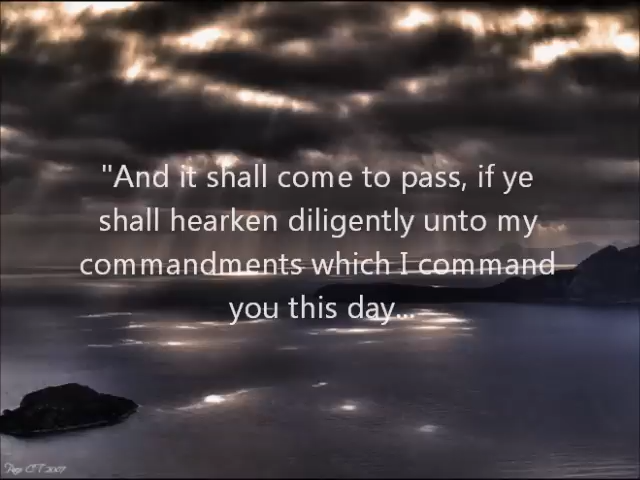 "And it shall come to pass, if ye
shall hearken diligently unto my
commandments which I command
you this day...